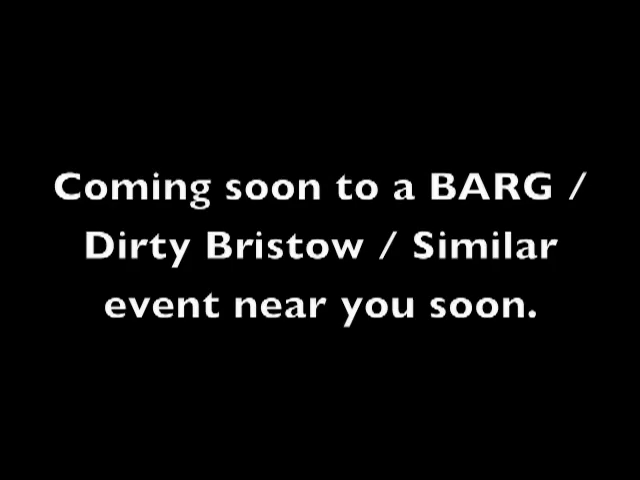 Coming soon to a BARG /
Dirty Bristow / Similar
event near you soon.